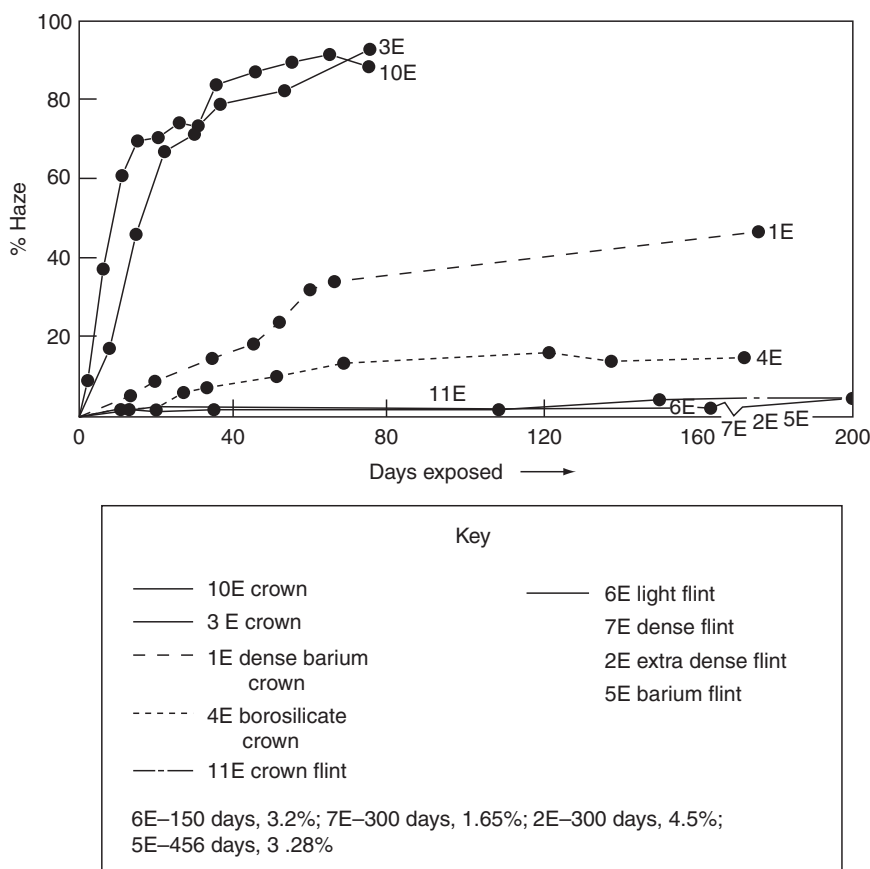 100
3E
10E
80
60
% Haze
40
1E
20
4E
11E
6E
7E 2E 5E
0
40
80
120
160
200
Days exposed
Key
10E crown
3 E crown
1E dense barium
crown
4E borosilicate
crown
11E crown flint
6E light flint
7E dense flint
2E extra dense flint
5E barium flint
6E–150 days, 3.2%; 7E–300 days, 1.65%; 2E–300 days, 4.5%;
5E–456 days, 3 .28%